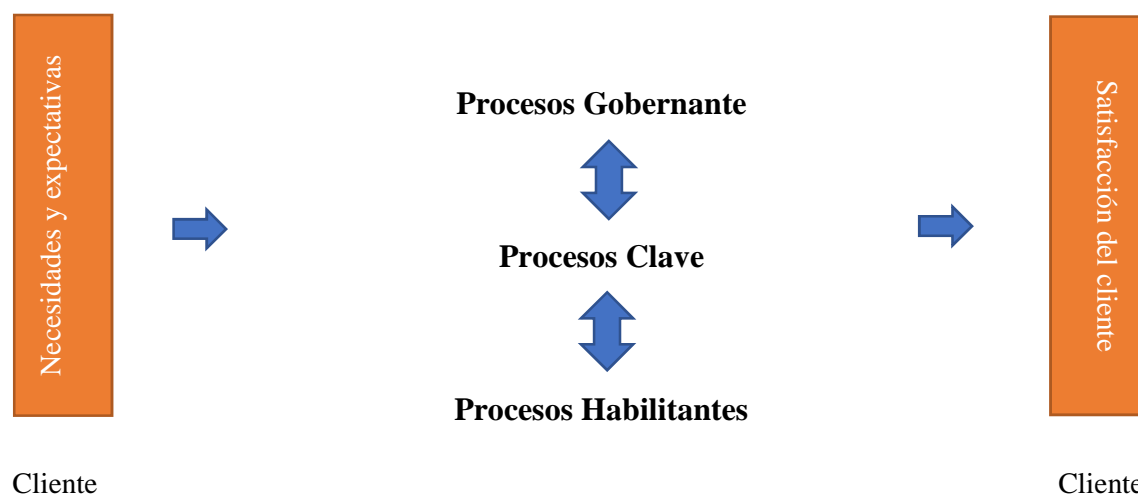 Necesidades y expectativas
Procesos Gobernante
Procesos Clave
Procesos Habilitantes
Satisfacción del cliente
Cliente
Cliente